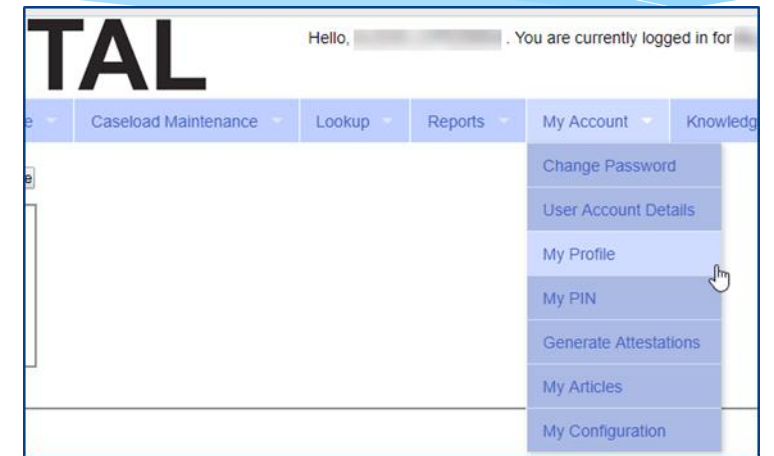 TAL
Hello, . You are currently logged in for
e Caseload Maintenance Lookup Reports My Account Knowledg
e
Change Password
User Account Details
My Profile
My PIN
Generate Attestations
My Articles
My Configuration